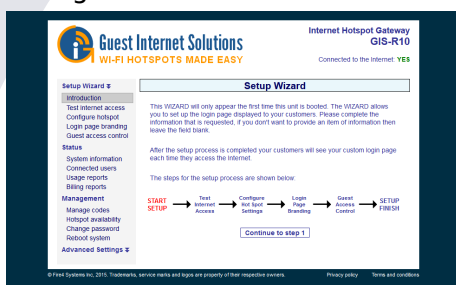 Guest Internet Solutions
WI-FI HOTSPOTS MADE EASY
Internet Hotspot Gateway
GIS-R10
Connected to the Internet: YES
Setup Wizard
Introduction
Test Internet access
Configure hotspot
Login page branding
Guest access control
Status
System information
Connected users
Usage reports
Billing reports
Management
Manage codes
Hotspot availability
Change password
Reboot system
Advanced Settings
Setup Wizard
This WIZARD will only appear the first time this unit is booted. The WIZARD allows
you to set up the login page displayed to your customers. Please complete the
information that is requested, if you don't want to provide an item of information then
leave the field blank.
After the setup process is completed your customers will see your custom login page
each time they access the internet.
The steps for the setup process are shown below:
START
SETUP
Test
Internet
Access
Configure
Hot Spot
Settings
Login
Page
Branding
Guest
Access
Control
SETUP
FINISH
Continue to step 1
© Fire4 Systems Inc, 2015. Trademarks, service marks and logos are property of their respective owners.
Privacy policy
Terms and conditions